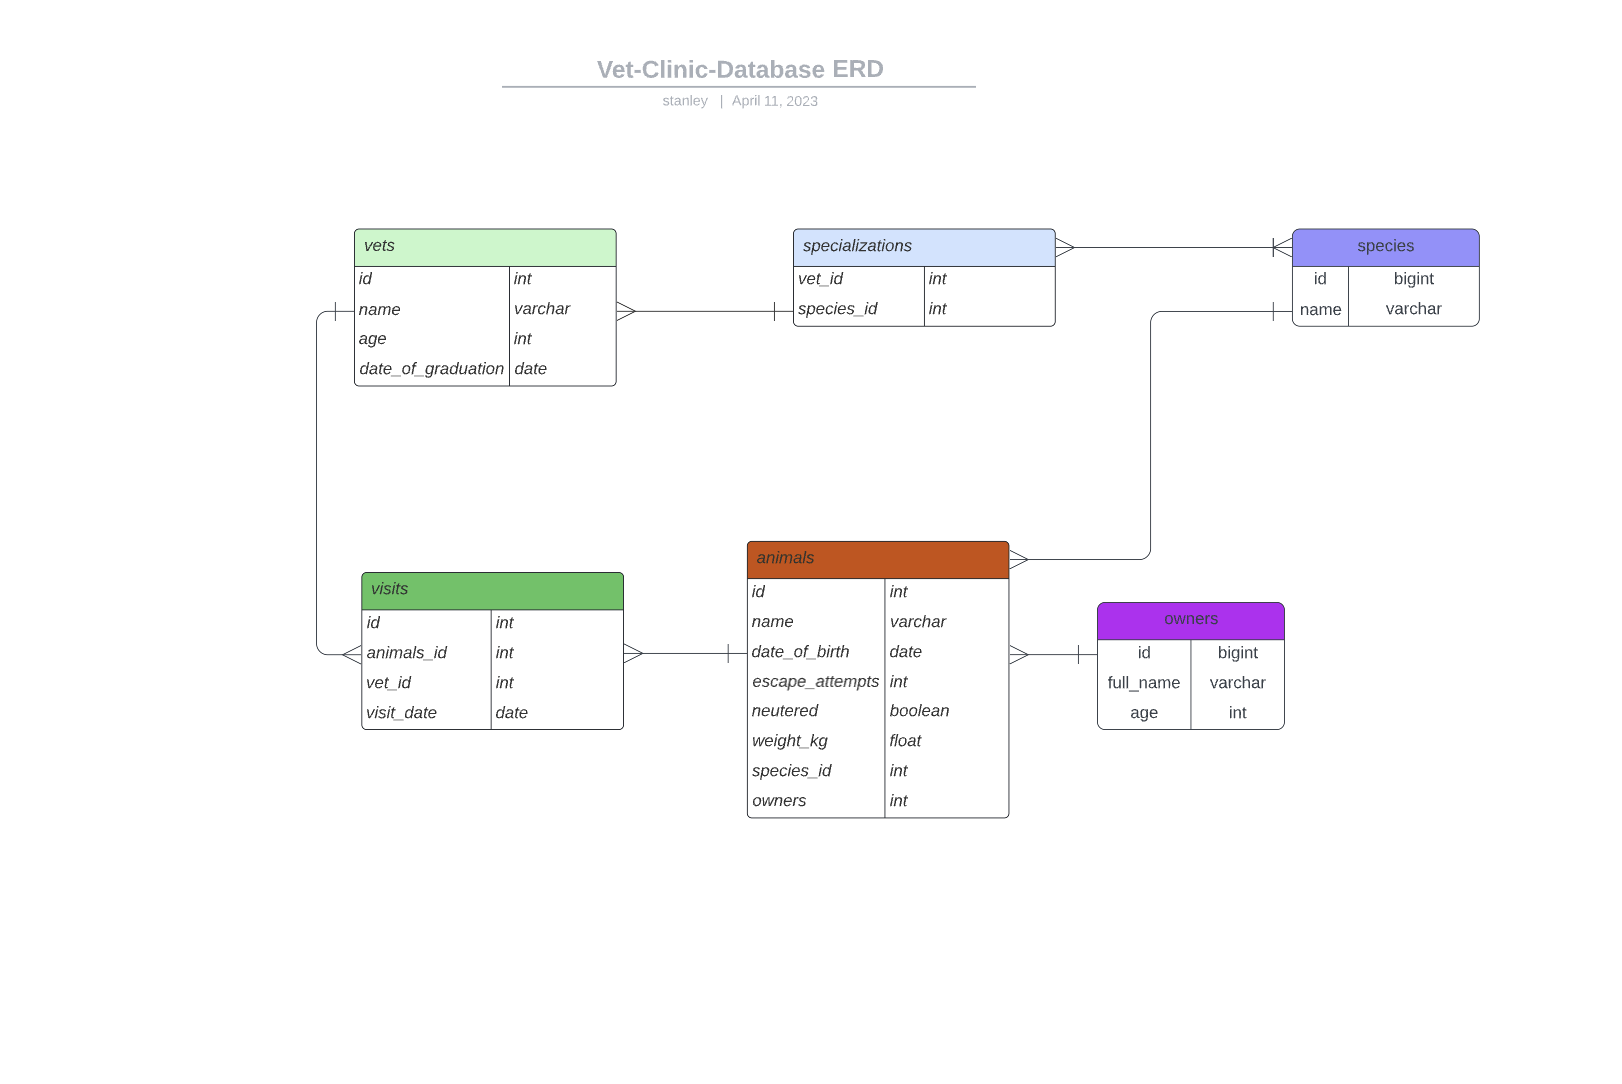 Vet-Clinic-Database ERD
stanley | April 11, 2023
vets
id int
name varchar
age int
date_of_graduation date
specializations
vet_id int
species_id int
species
id bigint
name varchar
visits
id int
animals_id int
vet_id int
visit_date date
animals
id int
name varchar
date_of_birth date
escape_attempts int
neutered boolean
weight_kg float
species_id int
owners int
owners
id bigint
full_name varchar
age int